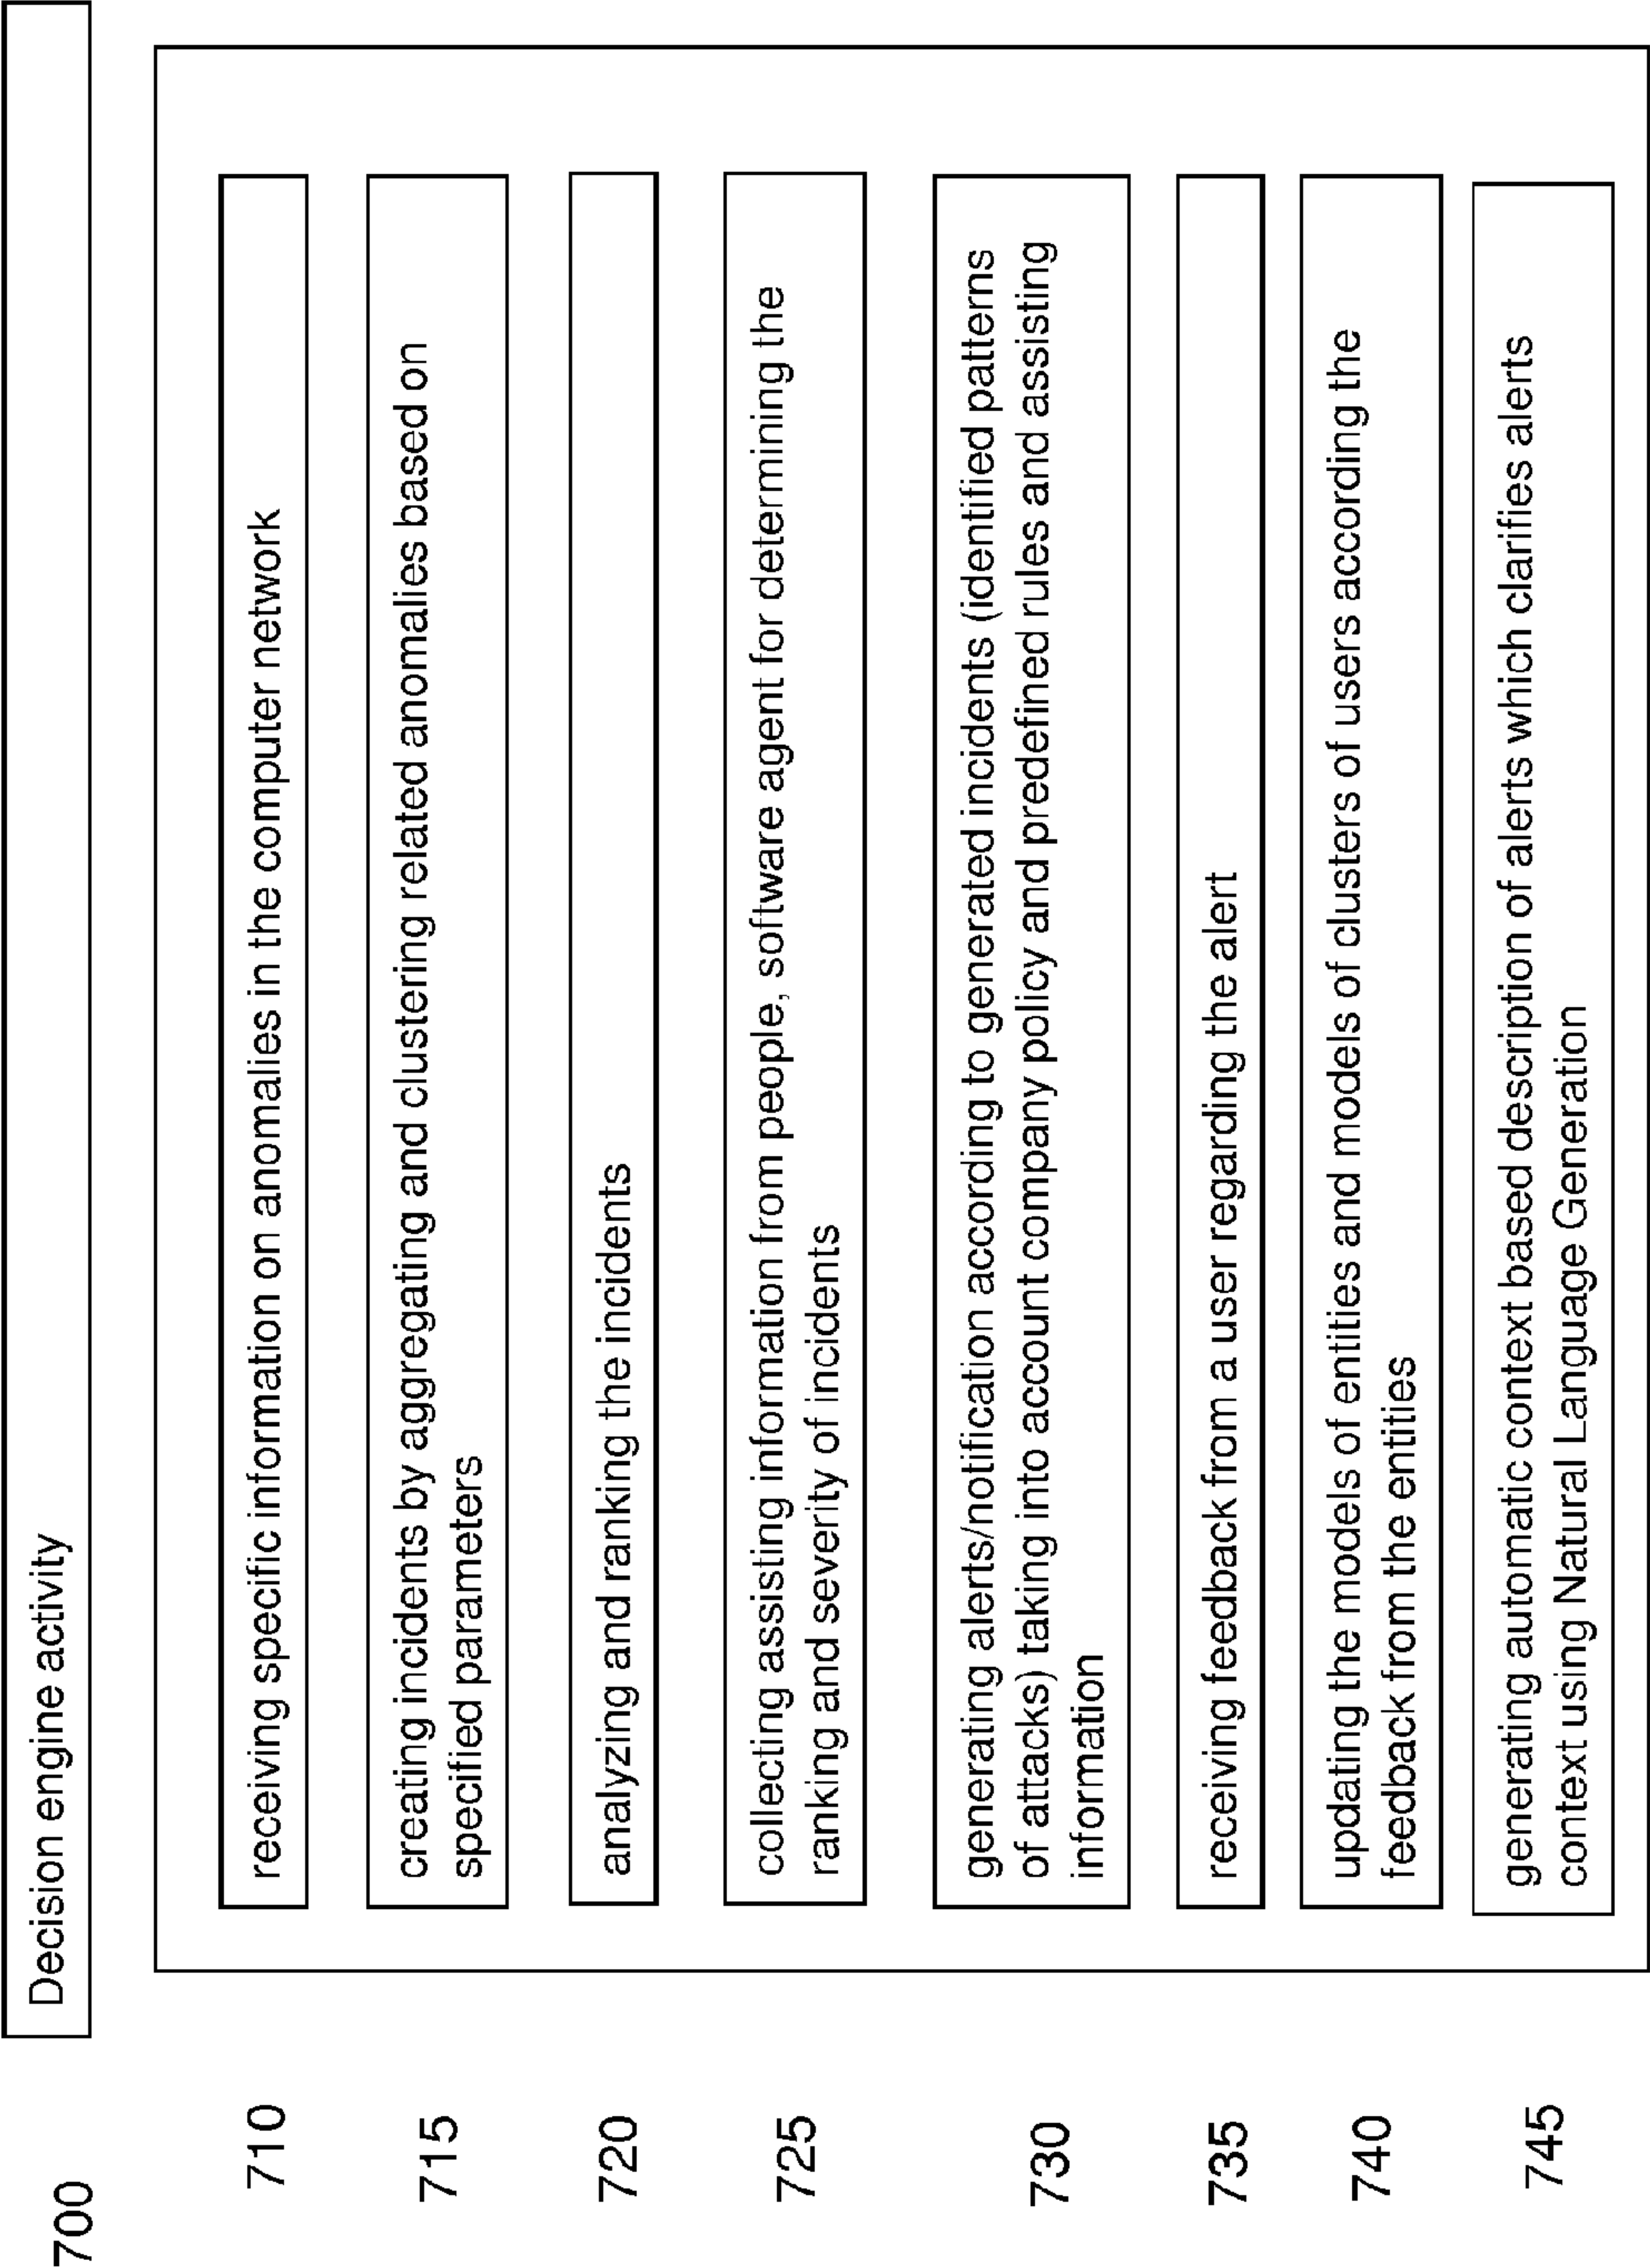 700
Decision engine activity
710
receiving specific information on anomalies in the computer network
715
creating incidents by aggregating and clustering related anomalies based on
specified parameters
720
analyzing and ranking the incidents
725
collecting assisting information from people, software agent for determining the
ranking and severity of incidents
730
generating alerts/notification according to generated incidents (identified patterns
of attacks) taking into account company policy and predefined rules and assisting
information
735
receiving feedback from a user regarding the alert
740
updating the models of entities and models of clusters of users according the
feedback from the entities
745
generating automatic context based description of alerts which clarifies alerts
context using Natural Language Generation